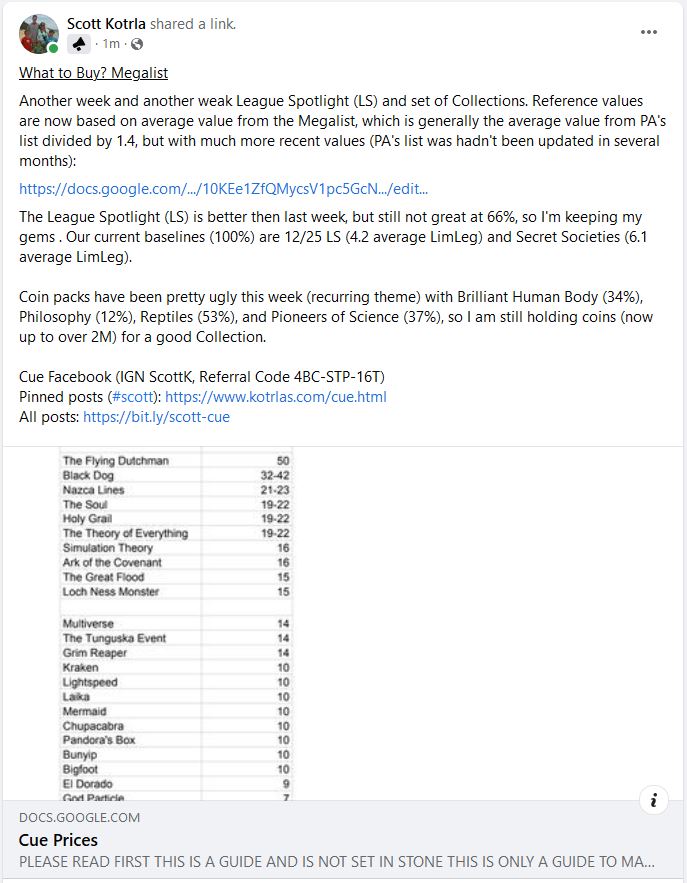 Scott Kotrla shared a link.
· 1m ·
What to Buy? Megalist
Another week and another weak League Spotlight (LS) and set of Collections. Reference values
are now based on average value from the Megalist, which is generally the average value from PA's
list divided by 1.4, but with much more recent values (PA's list was hadn't been updated in several
months):
https://docs.google.com/.../10KEe1ZfQMycsV1pc5GcN.../edit...
The League Spotlight (LS) is better then last week, but still not great at 66%, so I'm keeping my
gems . Our current baselines (100%) are 12/25 LS (4.2 average LimLeg) and Secret Societies (6.1
average LimLeg).
Coin packs have been pretty ugly this week (recurring theme) with Brilliant Human Body (34%),
Philosophy (12%), Reptiles (53%), and Pioneers of Science (37%), so I am still holding coins (now
up to over 2M) for a good Collection.
Cue Facebook (IGN ScottK, Referral Code 4BC-STP-16T)
Pinned posts (#scott): https://www.kotrlas.com/cue.html
All posts: https://bit.ly/scott-cue
The Flying Dutchman 50
Black Dog 32-42
Nazca Lines 21-23
The Soul 19-22
Holy Grail 19-22
The Theory of Everything 19-22
Simulation Theory 16
Ark of the Covenant 16
The Great Flood 15
Loch Ness Monster 15
Multiverse 14
The Tunguska Event 14
Grim Reaper 14
Kraken 10
Lightspeed 10
Laika 10
Mermaid 10
Chupacabra 10
Pandora's Box 10
Bunyip 10
Bigfoot 10
El Dorado 9
God Particle 7
DOCS.GOOGLE.COM
Cue Prices
PLEASE READ FIRST THIS IS A GUIDE AND IS NOT SET IN STONE THIS IS ONLY A GUIDE TO MA...